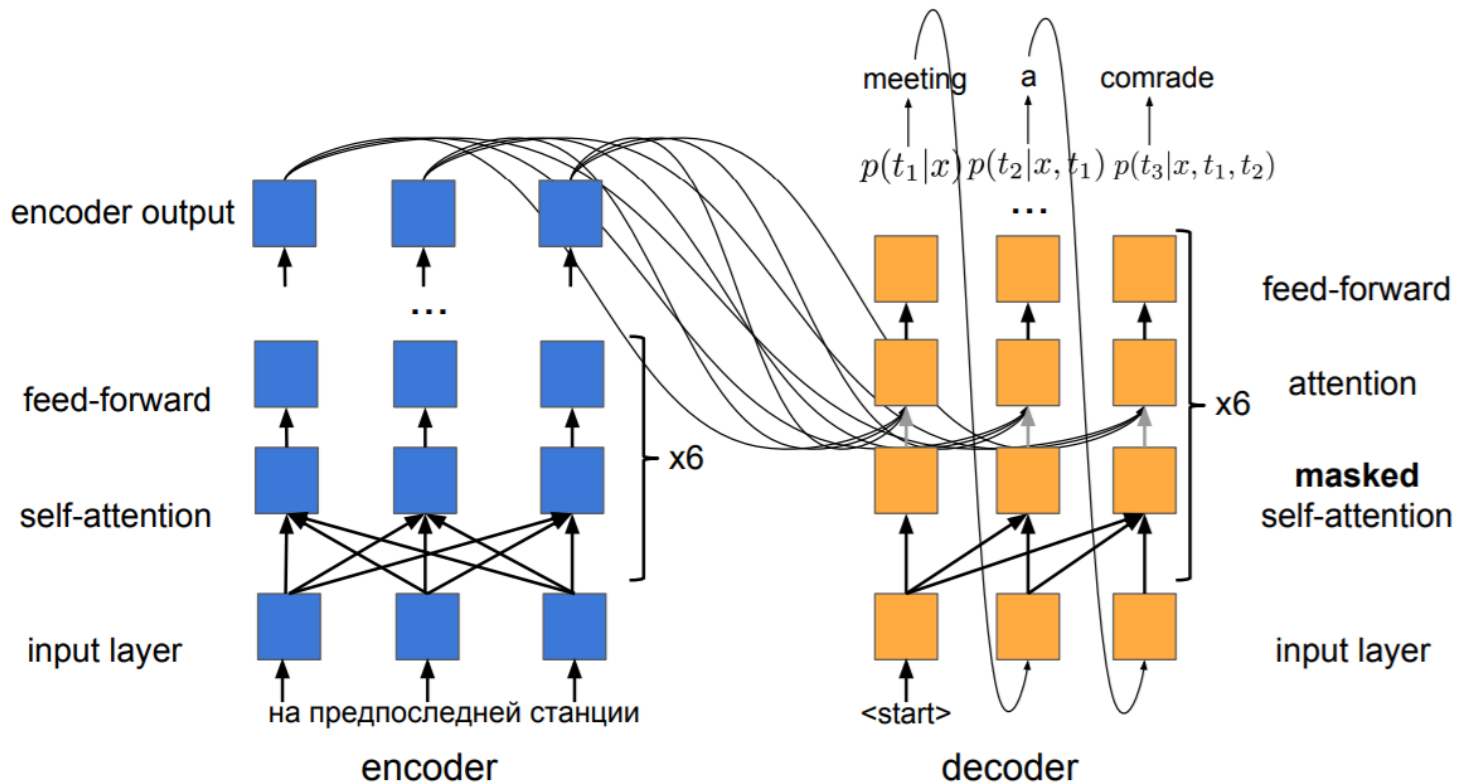 meeting a comrade
p(t₁|x) p(t₂|x, t₁) p(t₃|x, t₁, t₂)
...
encoder output
...
feed-forward
self-attention
x6
input layer
на предпоследней станции
encoder
feed-forward
attention
x6
masked
self-attention
input layer
<start>
decoder